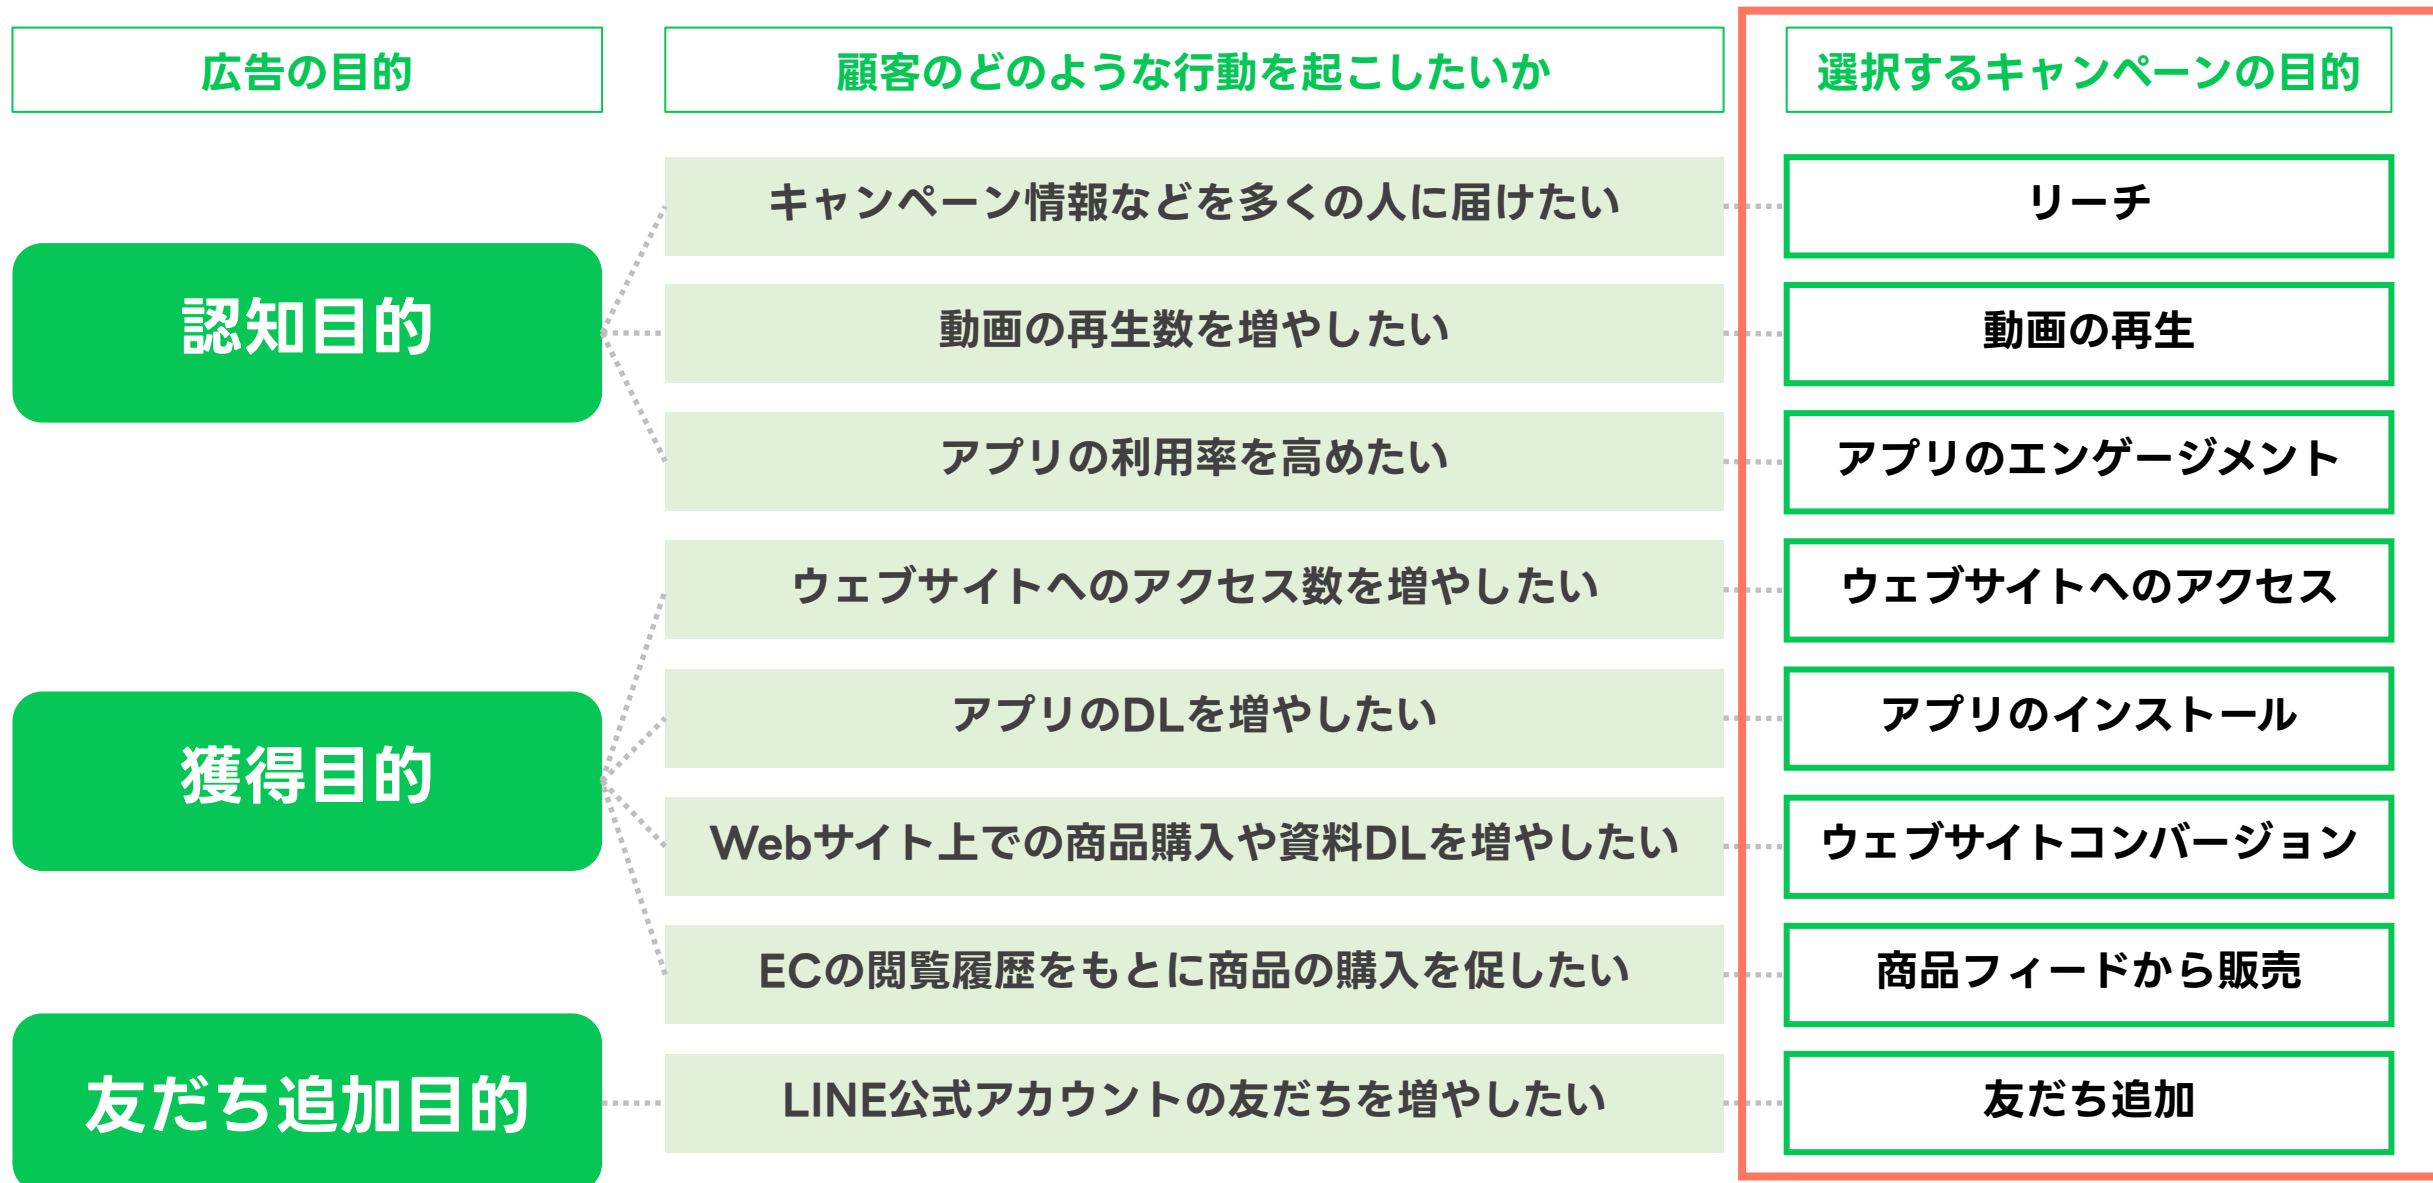 広告の目的
顧客のどのような行動を起こしたいか
選択するキャンペーンの目的
認知目的
キャンペーン情報などを多くの人に届けたい
リーチ
動画の再生数を増やしたい
動画の再生
アプリの利用率を高めたい
アプリのエンゲージメント
獲得目的
ウェブサイトへのアクセス数を増やしたい
ウェブサイトへのアクセス
アプリのDLを増やしたい
アプリのインストール
Webサイト上での商品購入や資料DLを増やしたい
ウェブサイトコンバージョン
ECの閲覧履歴をもとに商品の購入を促したい
商品フィードから販売
友だち追加目的
LINE公式アカウントの友だちを増やしたい
友だち追加